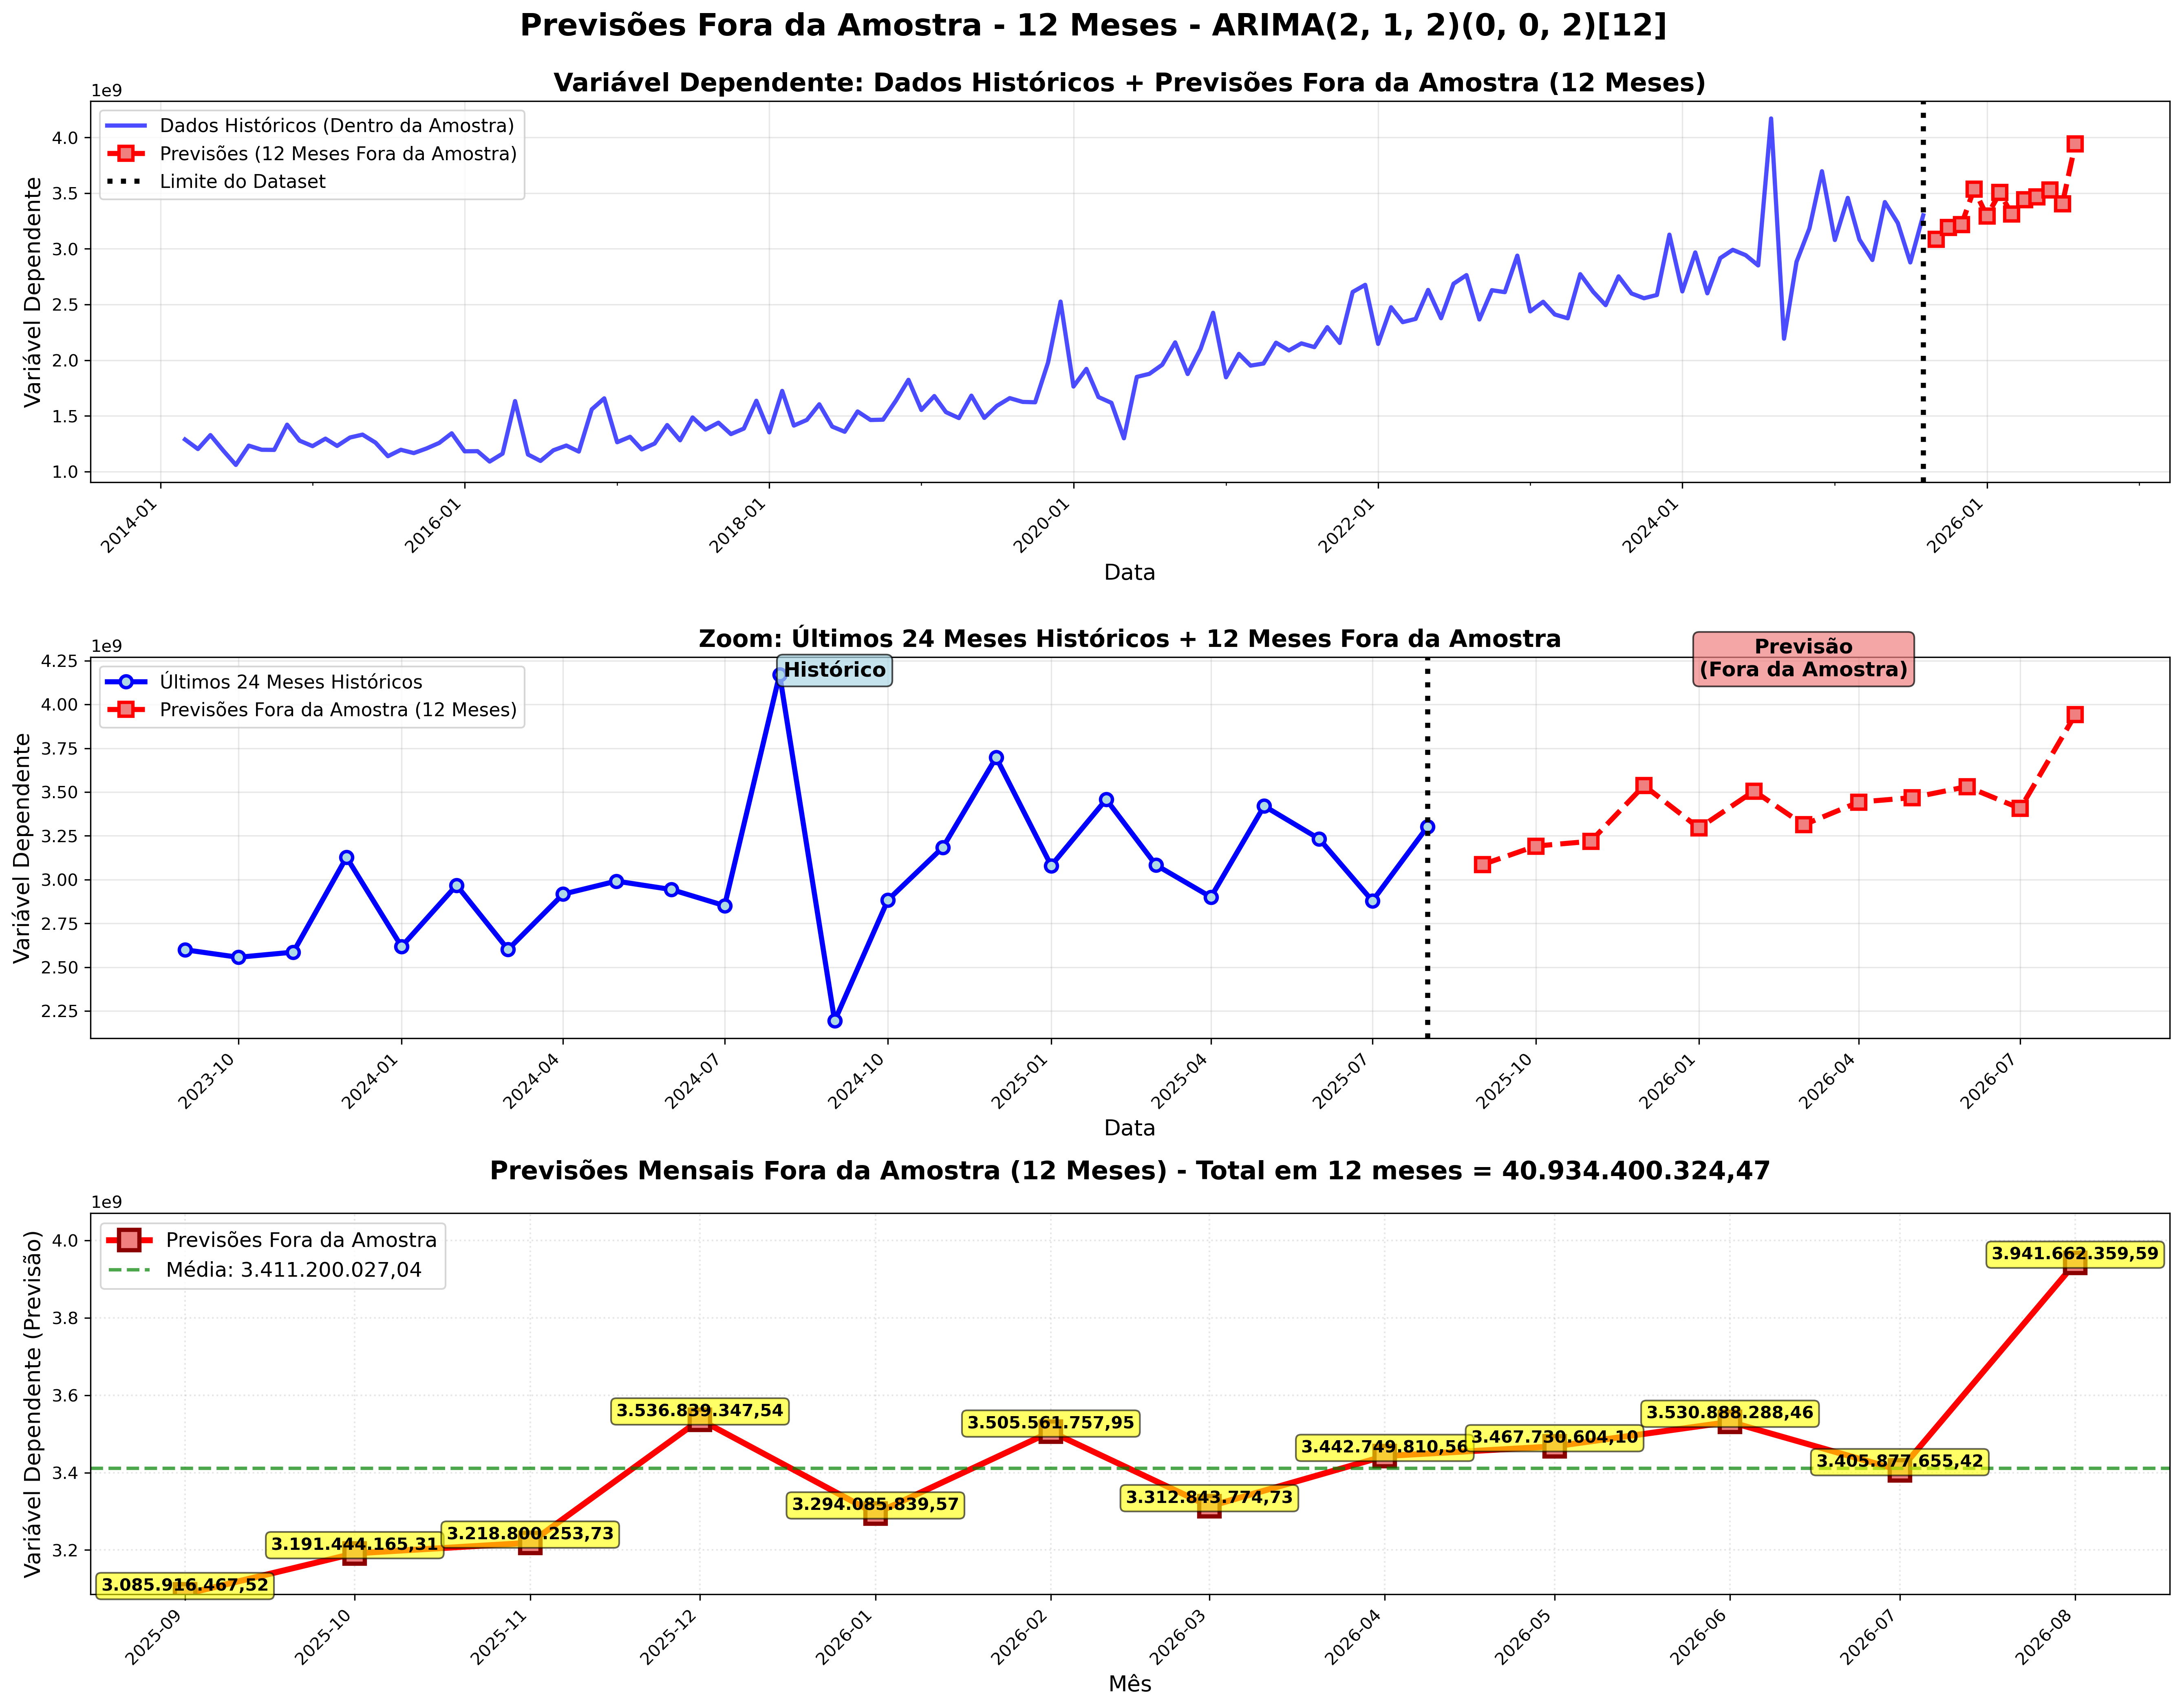 Previsões Fora da Amostra - 12 Meses - ARIMA(2, 1, 2)(0, 0, 2)[12]
Variável Dependente: Dados Históricos + Previsões Fora da Amostra (12 Meses)
1e9
Dados Históricos (Dentro da Amostra)
Previsões (12 Meses Fora da Amostra)
Limite do Dataset
Variável Dependente
4.0
3.5
3.0
2.5
2.0
1.5
1.0
2014-01
2016-01
2018-01
2020-01
2022-01
2024-01
2026-01
Data
Zoom: Últimos 24 Meses Históricos + 12 Meses Fora da Amostra
1e9
Últimos 24 Meses Históricos
Previsões Fora da Amostra (12 Meses)
Histórico
Previsão
(Fora da Amostra)
Variável Dependente
4.25
4.00
3.75
3.50
3.25
3.00
2.75
2.50
2.25
2023-10
2024-01
2024-04
2024-07
2024-10
2025-01
2025-04
2025-07
2025-10
2026-01
2026-04
2026-07
Data
Previsões Mensais Fora da Amostra (12 Meses) - Total em 12 meses = 40.934.400.324,47
1e9
Previsões Fora da Amostra
Média: 3.411.200.027,04
Variável Dependente (Previsão)
4.0
3.8
3.6
3.4
3.2
3.085.916.467,52
3.191.444.165,31
3.218.800.253,73
3.536.839.347,54
3.294.085.839,57
3.505.561.757,95
3.312.843.774,73
3.442.749.810,56
3.467.730.604,10
3.530.888.288,46
3.405.877.655,42
3.941.662.359,59
2025-09
2025-10
2025-11
2025-12
2026-01
2026-02
2026-03
2026-04
2026-05
2026-06
2026-07
2026-08
Mês